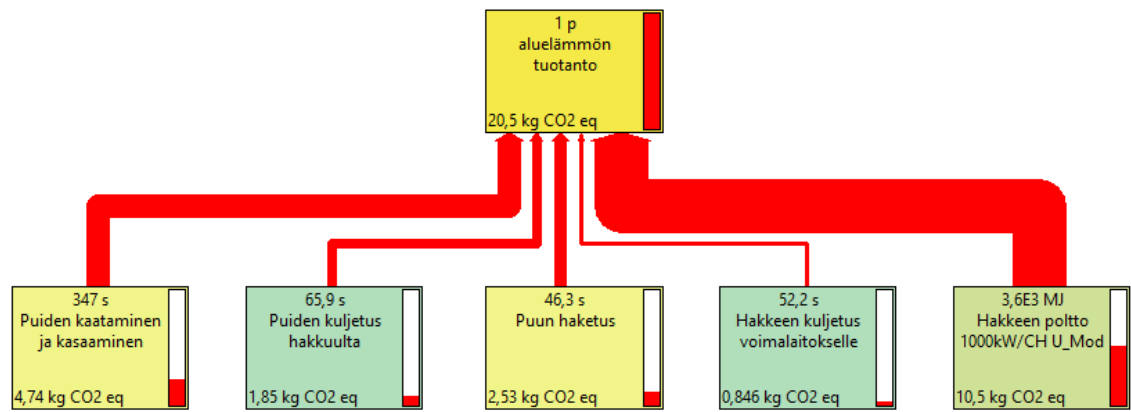 1 p
aluelämmön
tuotanto
20,5 kg CO2 eq
347 s
Puiden kaataminen
ja kasaaminen
4,74 kg CO2 eq
65,9 s
Puiden kuljetus
hakkuulta
1,85 kg CO2 eq
46,3 s
Puun haketus
2,53 kg CO2 eq
52,2 s
Hakkeen kuljetus
voimalaitokselle
0,846 kg CO2 eq
3,6E3 MJ
Hakkeen poltto
1000kW/CH U_Mod
10,5 kg CO2 eq